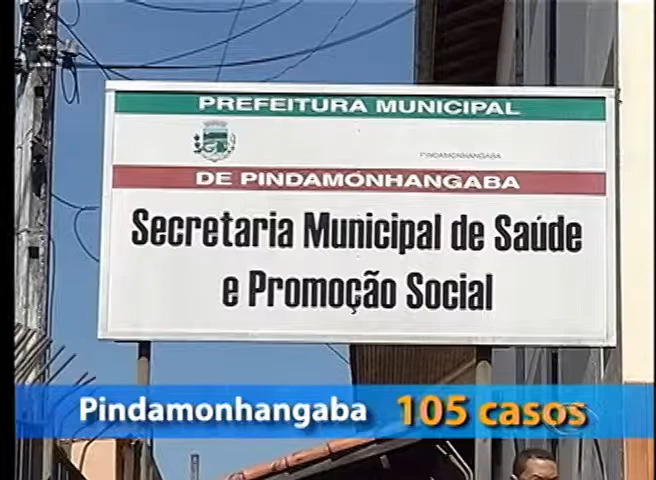 PREFEITURA MUNICIPAL
PINDAMONHANGABA
DE PINDAMONHANGABA
Secretaria Municipal de Saúde
e Promoção Social
Pindamonhangaba 105 casos